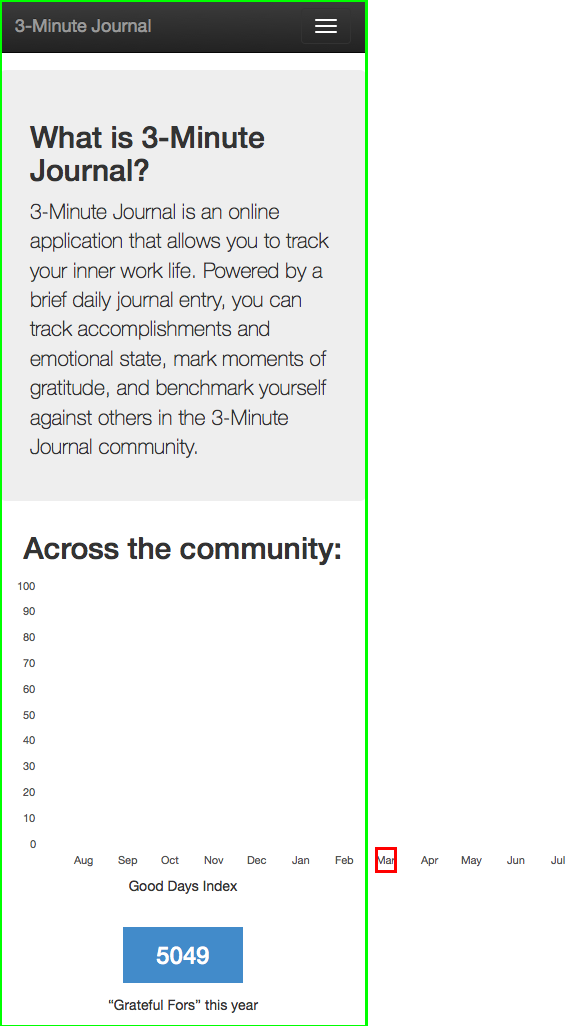 3-Minute Journal
What is 3-Minute
Journal?
3-Minute Journal is an online
application that allows you to track
your inner work life. Powered by a
brief daily journal entry, you can
track accomplishments and
emotional state, mark moments of
gratitude, and benchmark yourself
against others in the 3-Minute
Journal community.
Across the community:
100
90
80
70
60
50
40
30
20
10
0
Aug Sep Oct Nov Dec Jan Feb Mar Apr May Jun Jul
Good Days Index
5049
“Grateful Fors” this year